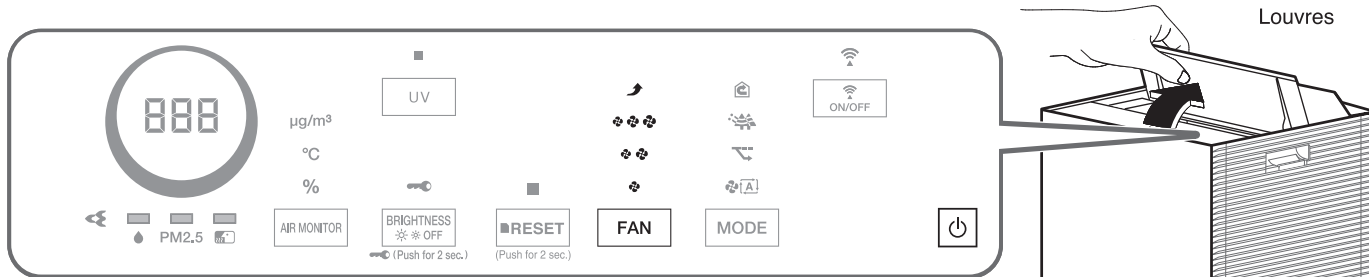 Louvres
888
UV
ON/OFF
µg/m³
°C
%
PM2.5
AIR MONITOR
BRIGHTNESS
OFF
(Push for 2 sec.)
RESET
(Push for 2 sec.)
FAN
A
MODE